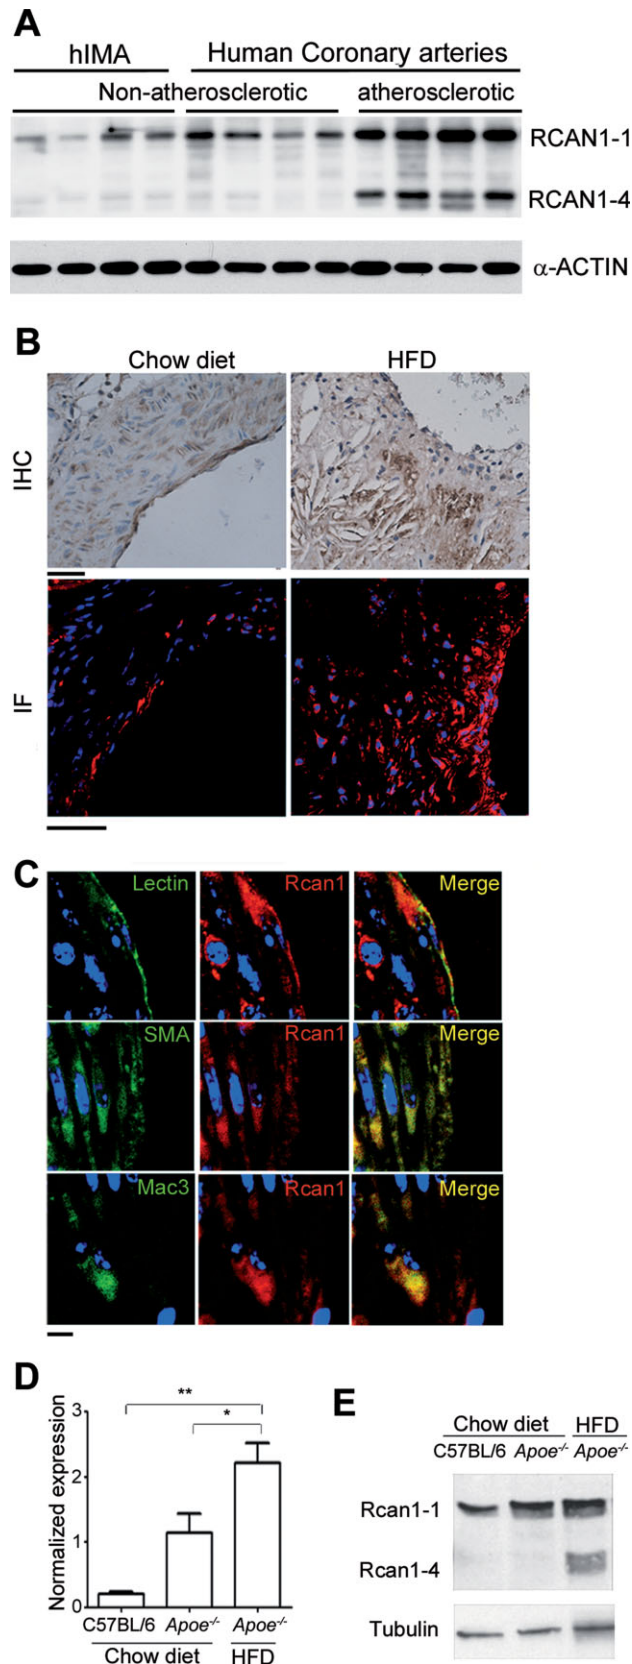 A
hIMA Human Coronary arteries
Non-atherosclerotic atherosclerotic
RCAN1-1
RCAN1-4
α-ACTIN
B
Chow diet HFD
IHC
IF
C
Lectin Rcan1 Merge
SMA Rcan1 Merge
Mac3 Rcan1 Merge
D
**
*
Normalized expression
3
2
1
0
C57BL/6 Apoe-/- Apoe-/-
Chow diet HFD
E
Chow diet HFD
C57BL/6 Apoe-/- Apoe-/-
Rcan1-1
Rcan1-4
Tubulin